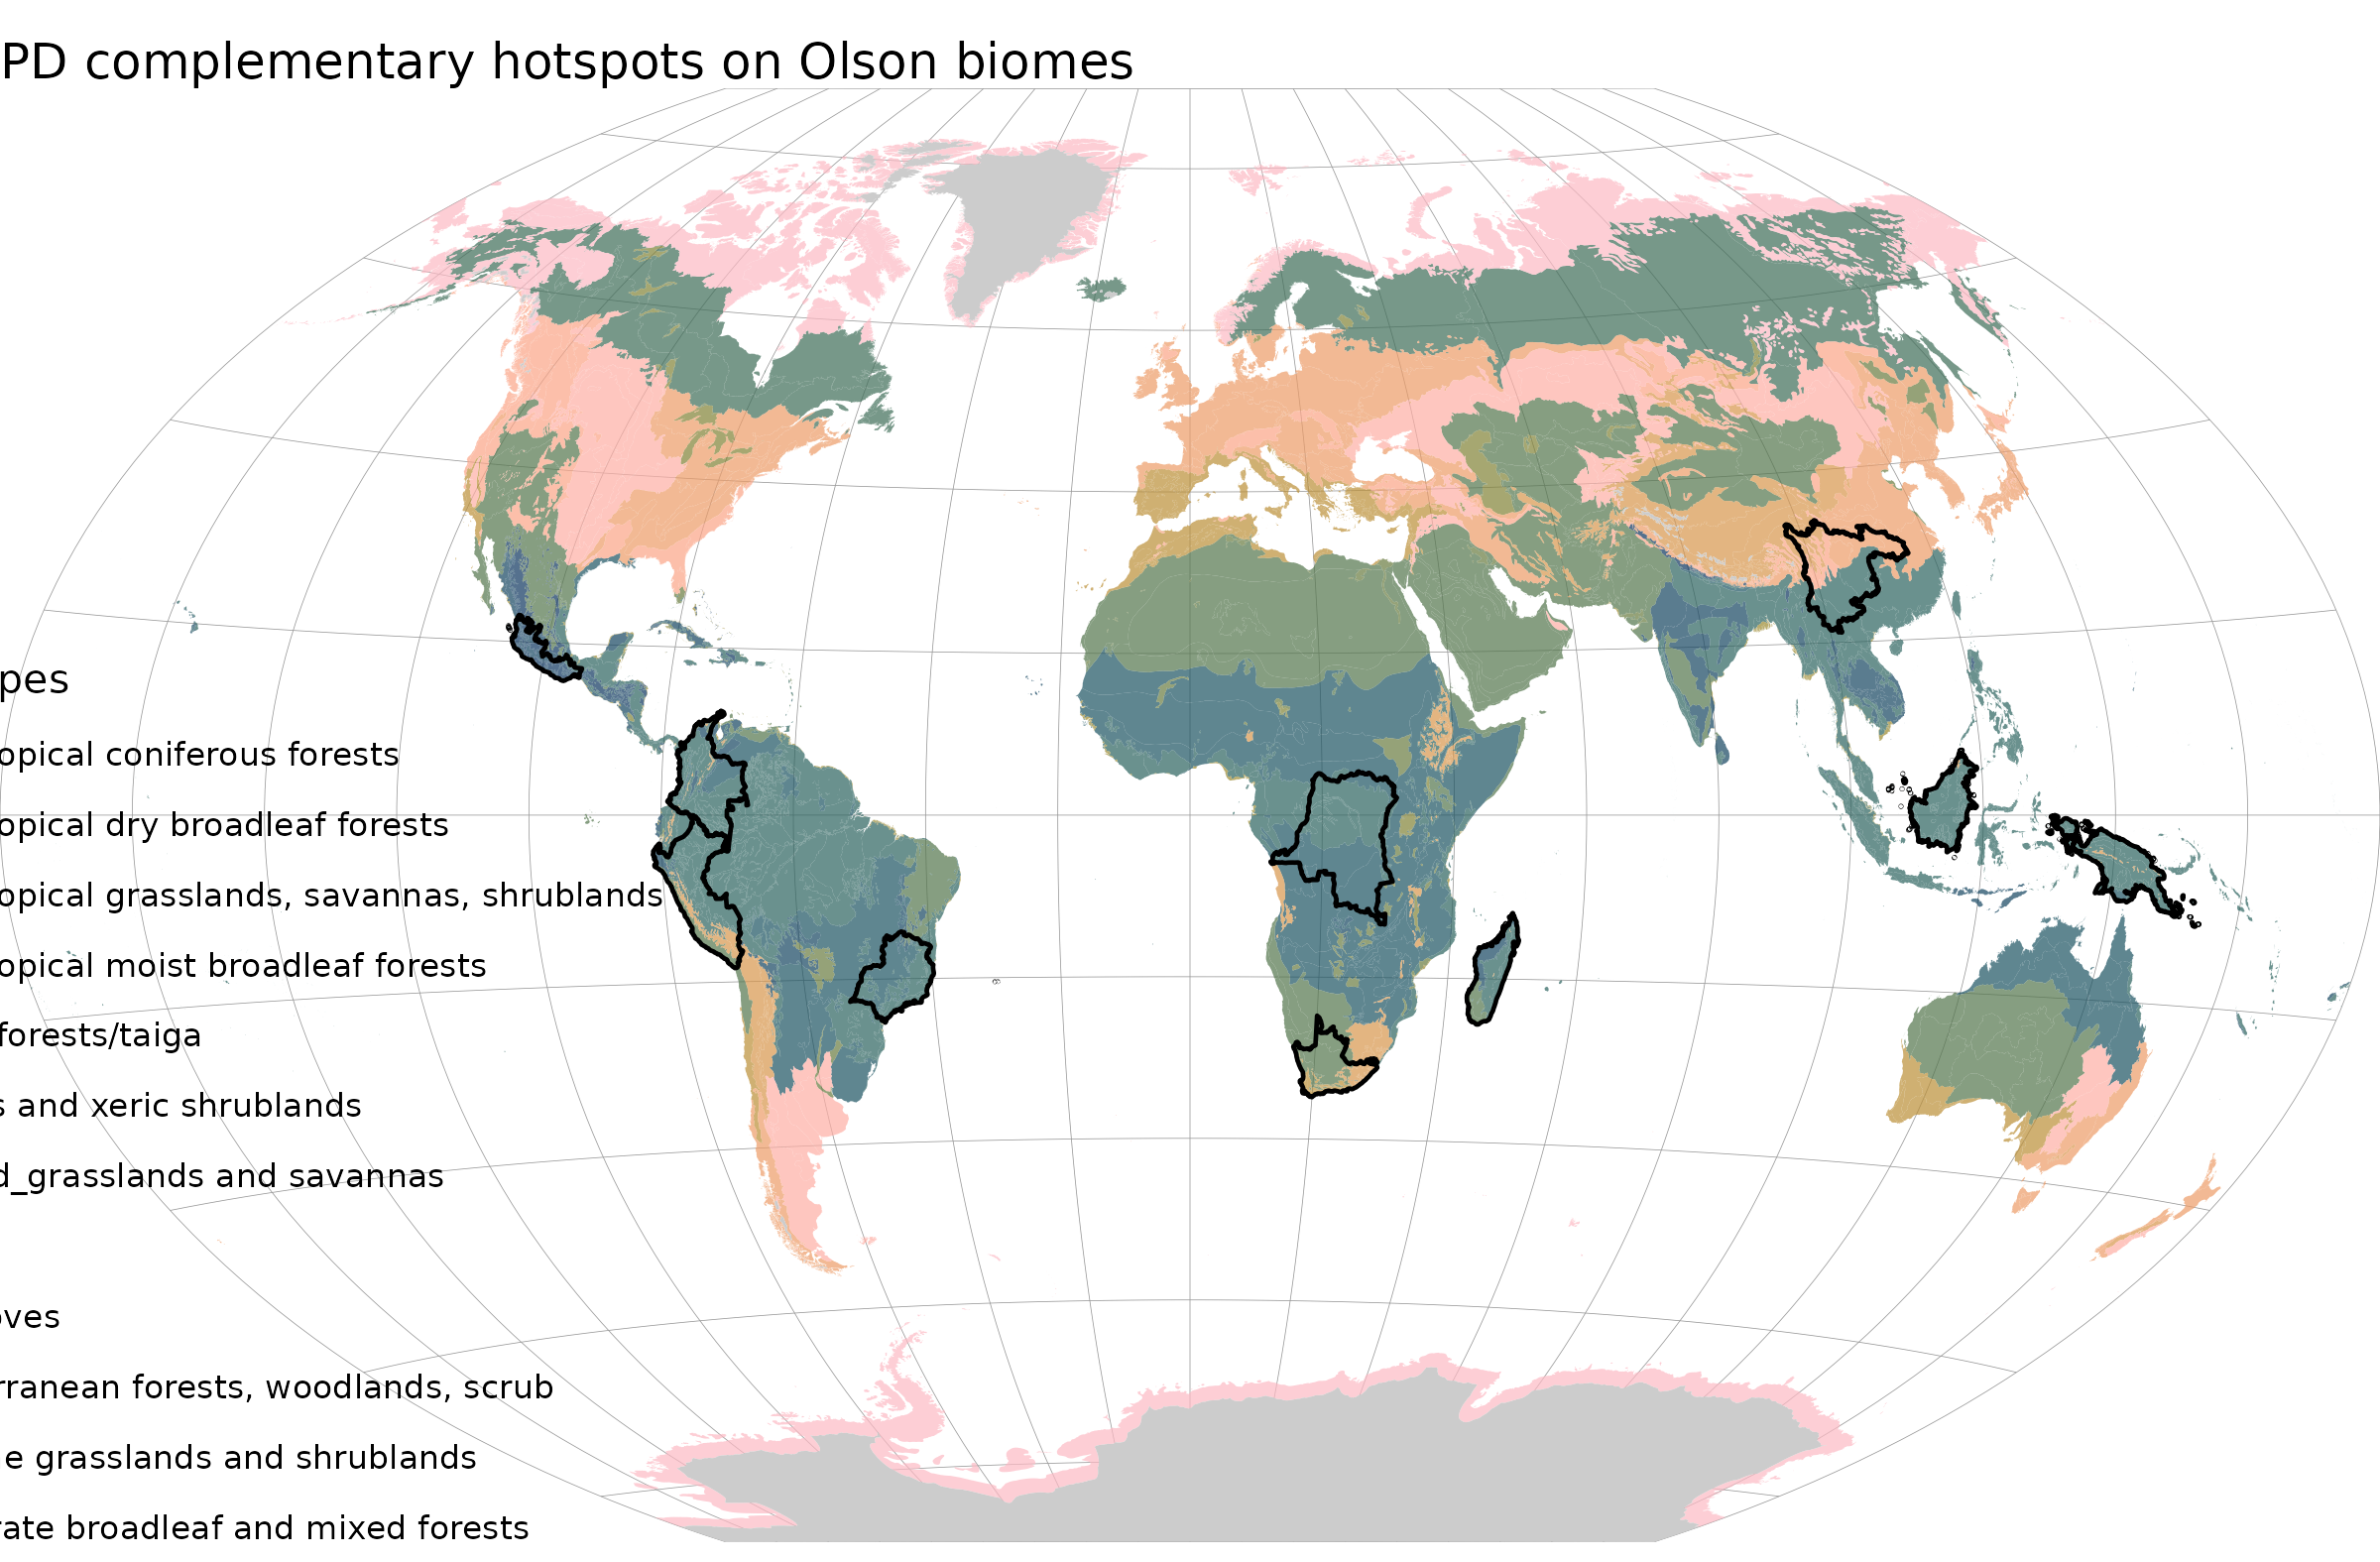 PD complementary hotspots on Olson biomes
pes
opical coniferous forests
opical dry broadleaf forests
opical grasslands, savannas, shrublands
opical moist broadleaf forests
forests/taiga
s and xeric shrublands
d_grasslands and savannas
oves
rranean forests, woodlands, scrub
e grasslands and shrublands
rate broadleaf and mixed forests